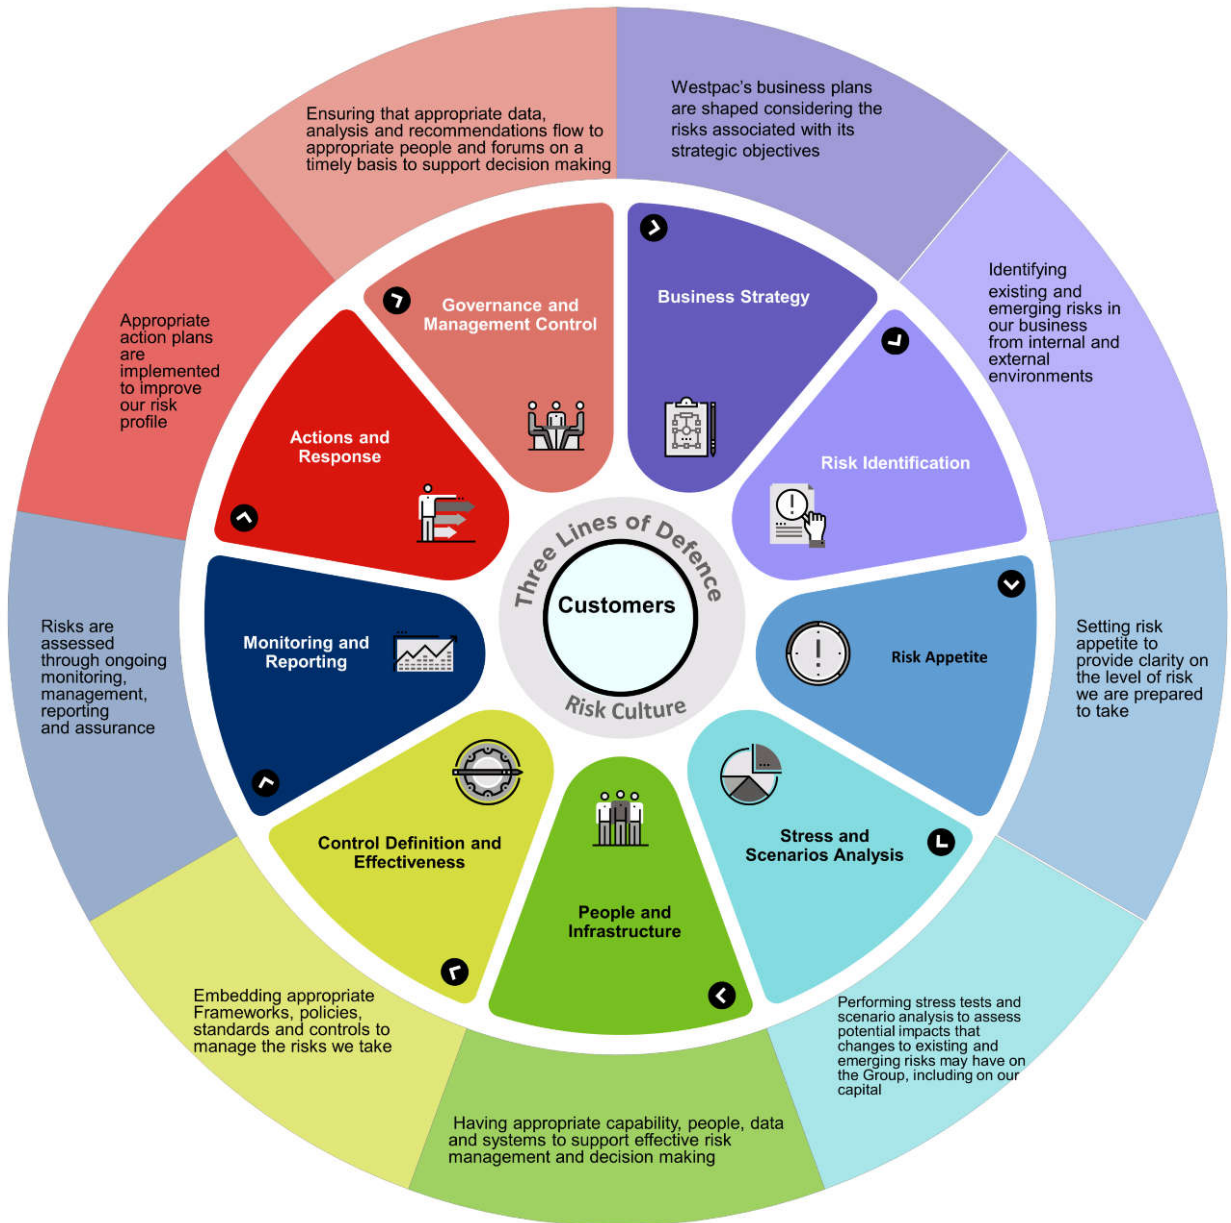 Westpac's business plans
are shaped considering the
risks associated with its
strategic objectives
Business Strategy
Identifying
existing and
emerging risks in
our business
from internal and
external
environments
Risk Identification
Setting risk
appetite to
provide clarity on
the level of risk
we are prepared
to take
Risk Appetite
Performing stress tests and
scenario analysis to assess
potential impacts that
changes to existing and
emerging risks may have on
the Group, including on our
capital
Stress and
Scenarios Analysis
Having appropriate capability, people, data
and systems to support effective risk
management and decision making
People and
Infrastructure
Embedding appropriate
Frameworks, policies,
standards and controls to
manage the risks we take
Control Definition and
Effectiveness
Risks are
assessed
through ongoing
monitoring,
management,
reporting
and assurance
Monitoring and
Reporting
Appropriate
action plans
are
implemented
to improve
our risk
profile
Actions and
Response
Ensuring that appropriate data,
analysis and recommendations flow to
appropriate people and forums on a
timely basis to support decision making
Governance and
Management Control
Three Lines of Defence
Customers
Risk Culture